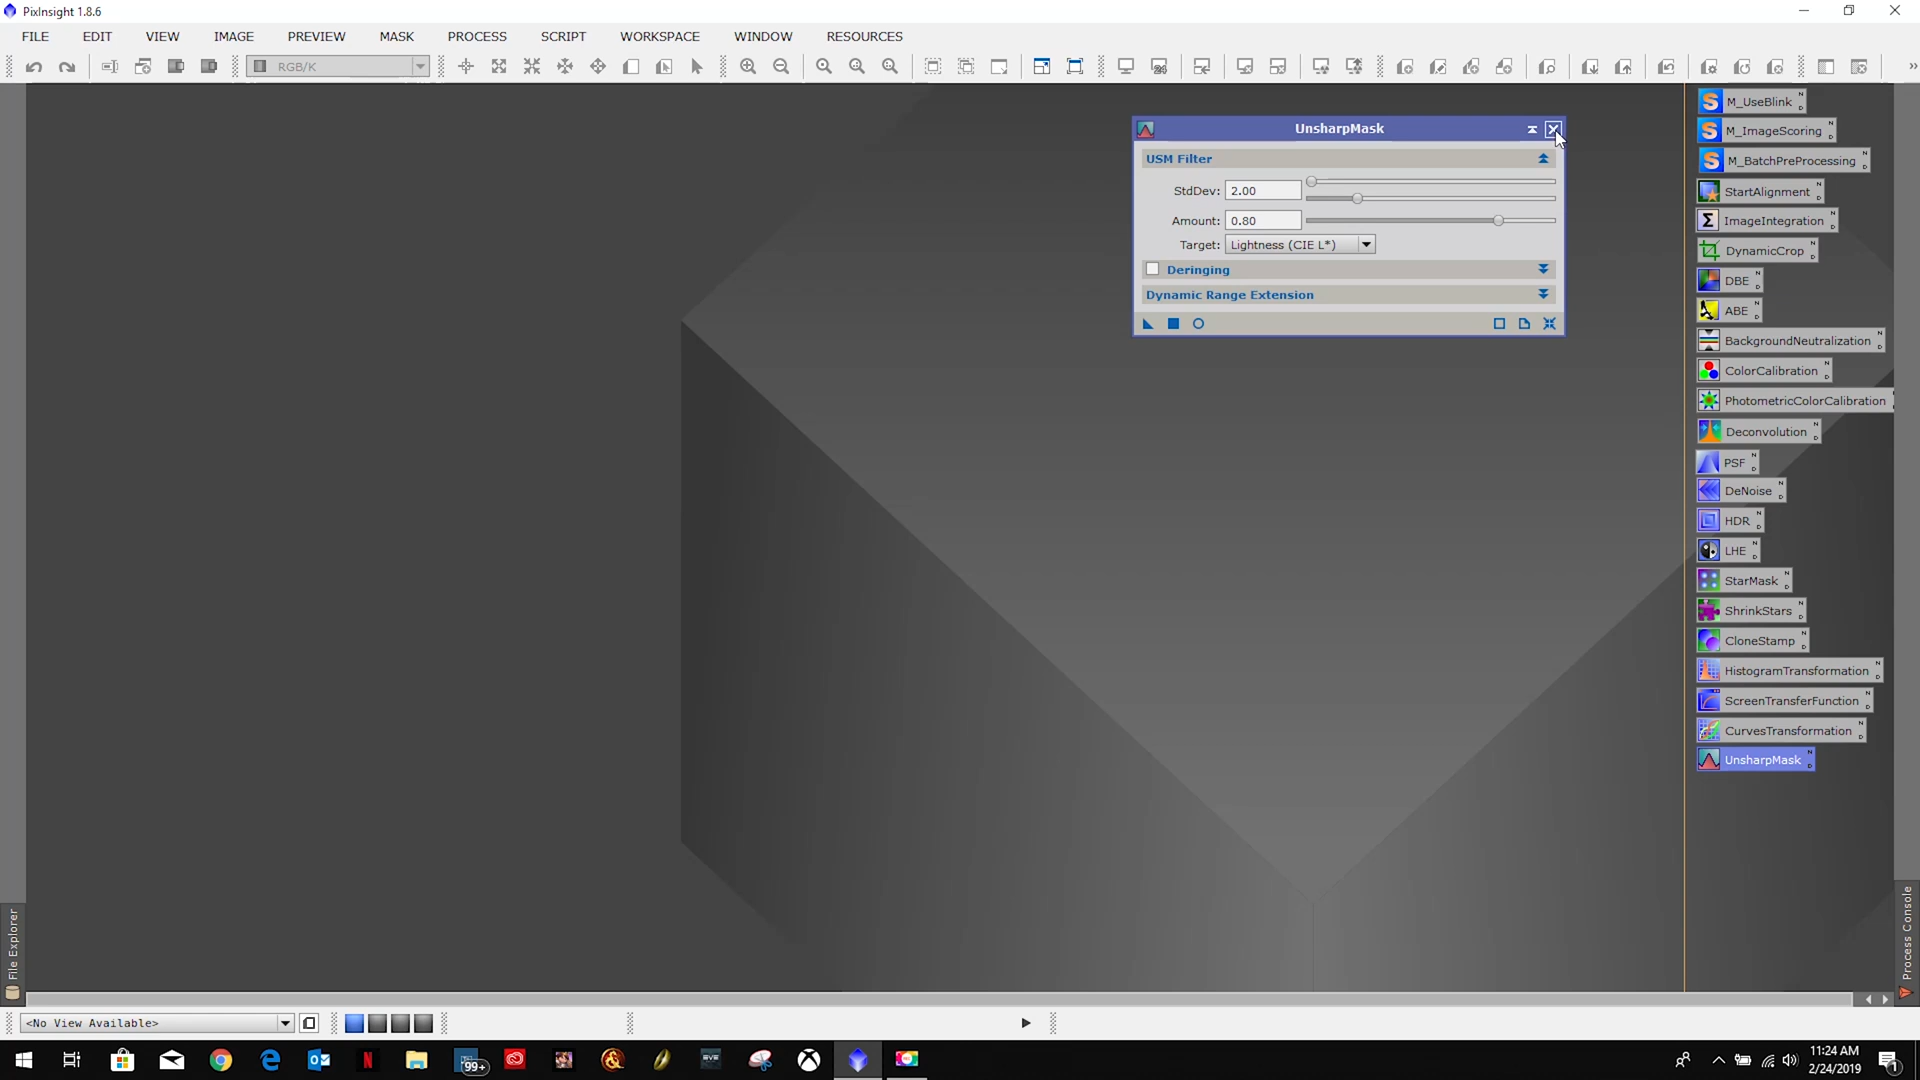 PixInsight 1.8.6
FILE EDIT VIEW IMAGE PREVIEW MASK PROCESS SCRIPT WORKSPACE WINDOW RESOURCES
RGB/K
UnsharpMask
USM Filter
StdDev: 2.00
Amount: 0.80
Target: Lightness (CIE L*)
Deringing
Dynamic Range Extension
M_UseBlink
M_ImageScoring
M_BatchPreProcessing
StartAlignment
ImageIntegration
DynamicCrop
DBE
ABE
BackgroundNeutralization
ColorCalibration
PhotometricColorCalibration
Deconvolution
PSF
DeNoise
HDR
LHE
StarMask
ShrinkStars
CloneStamp
HistogramTransformation
ScreenTransferFunction
CurvesTransformation
UnsharpMask
File Explorer
Process Console
<No View Available>
99+
11:24 AM
2/24/2019
1